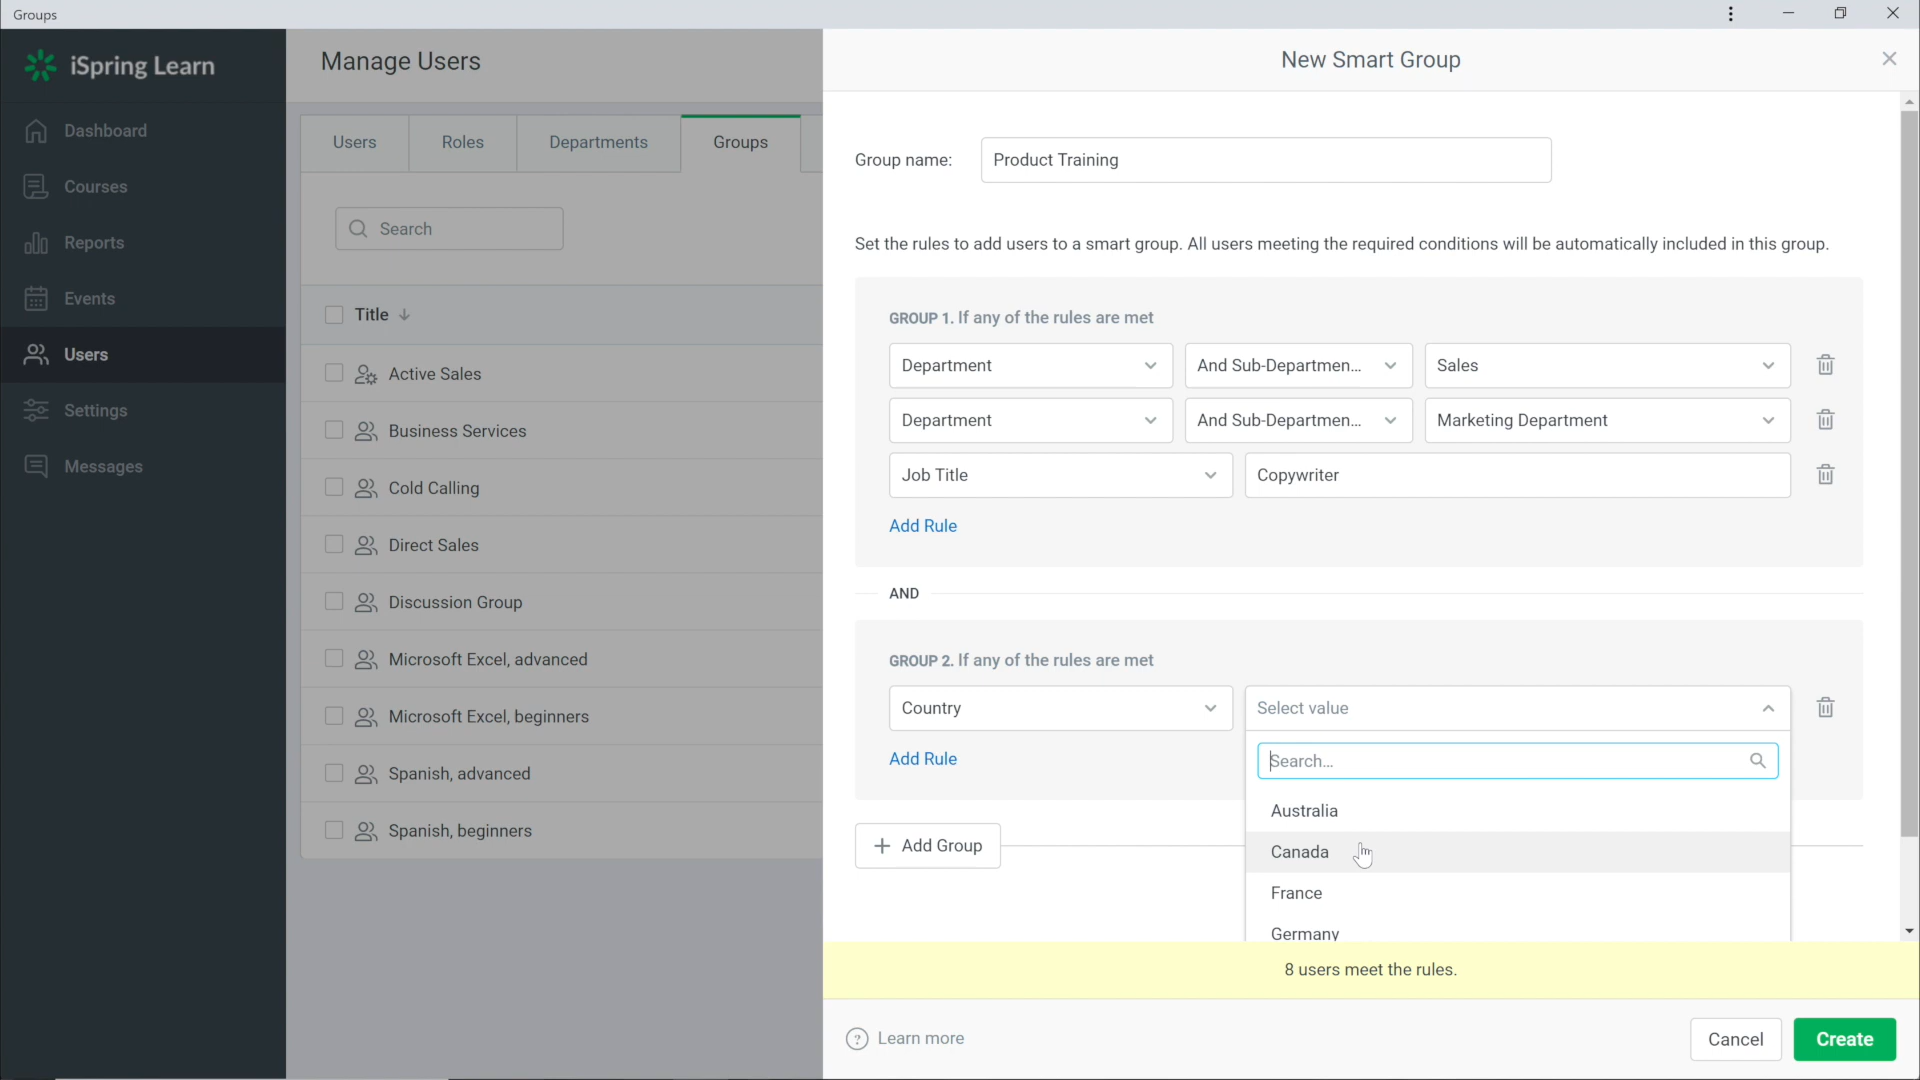 Groups
iSpring Learn
Dashboard
Courses
Reports
Events
Users
Settings
Messages
Manage Users
Users
Roles
Departments
Groups
Search
Title
Active Sales
Business Services
Cold Calling
Direct Sales
Discussion Group
Microsoft Excel, advanced
Microsoft Excel, beginners
Spanish, advanced
Spanish, beginners
New Smart Group
Group name:
Product Training
Set the rules to add users to a smart group. All users meeting the required conditions will be automatically included in this group.
GROUP 1. If any of the rules are met
Department
And Sub-Departmen...
Sales
Department
And Sub-Departmen...
Marketing Department
Job Title
Copywriter
Add Rule
AND
GROUP 2. If any of the rules are met
Country
Select value
Add Rule
Search...
Australia
Canada
France
Germany
Add Group
8 users meet the rules.
? Learn more
Cancel
Create